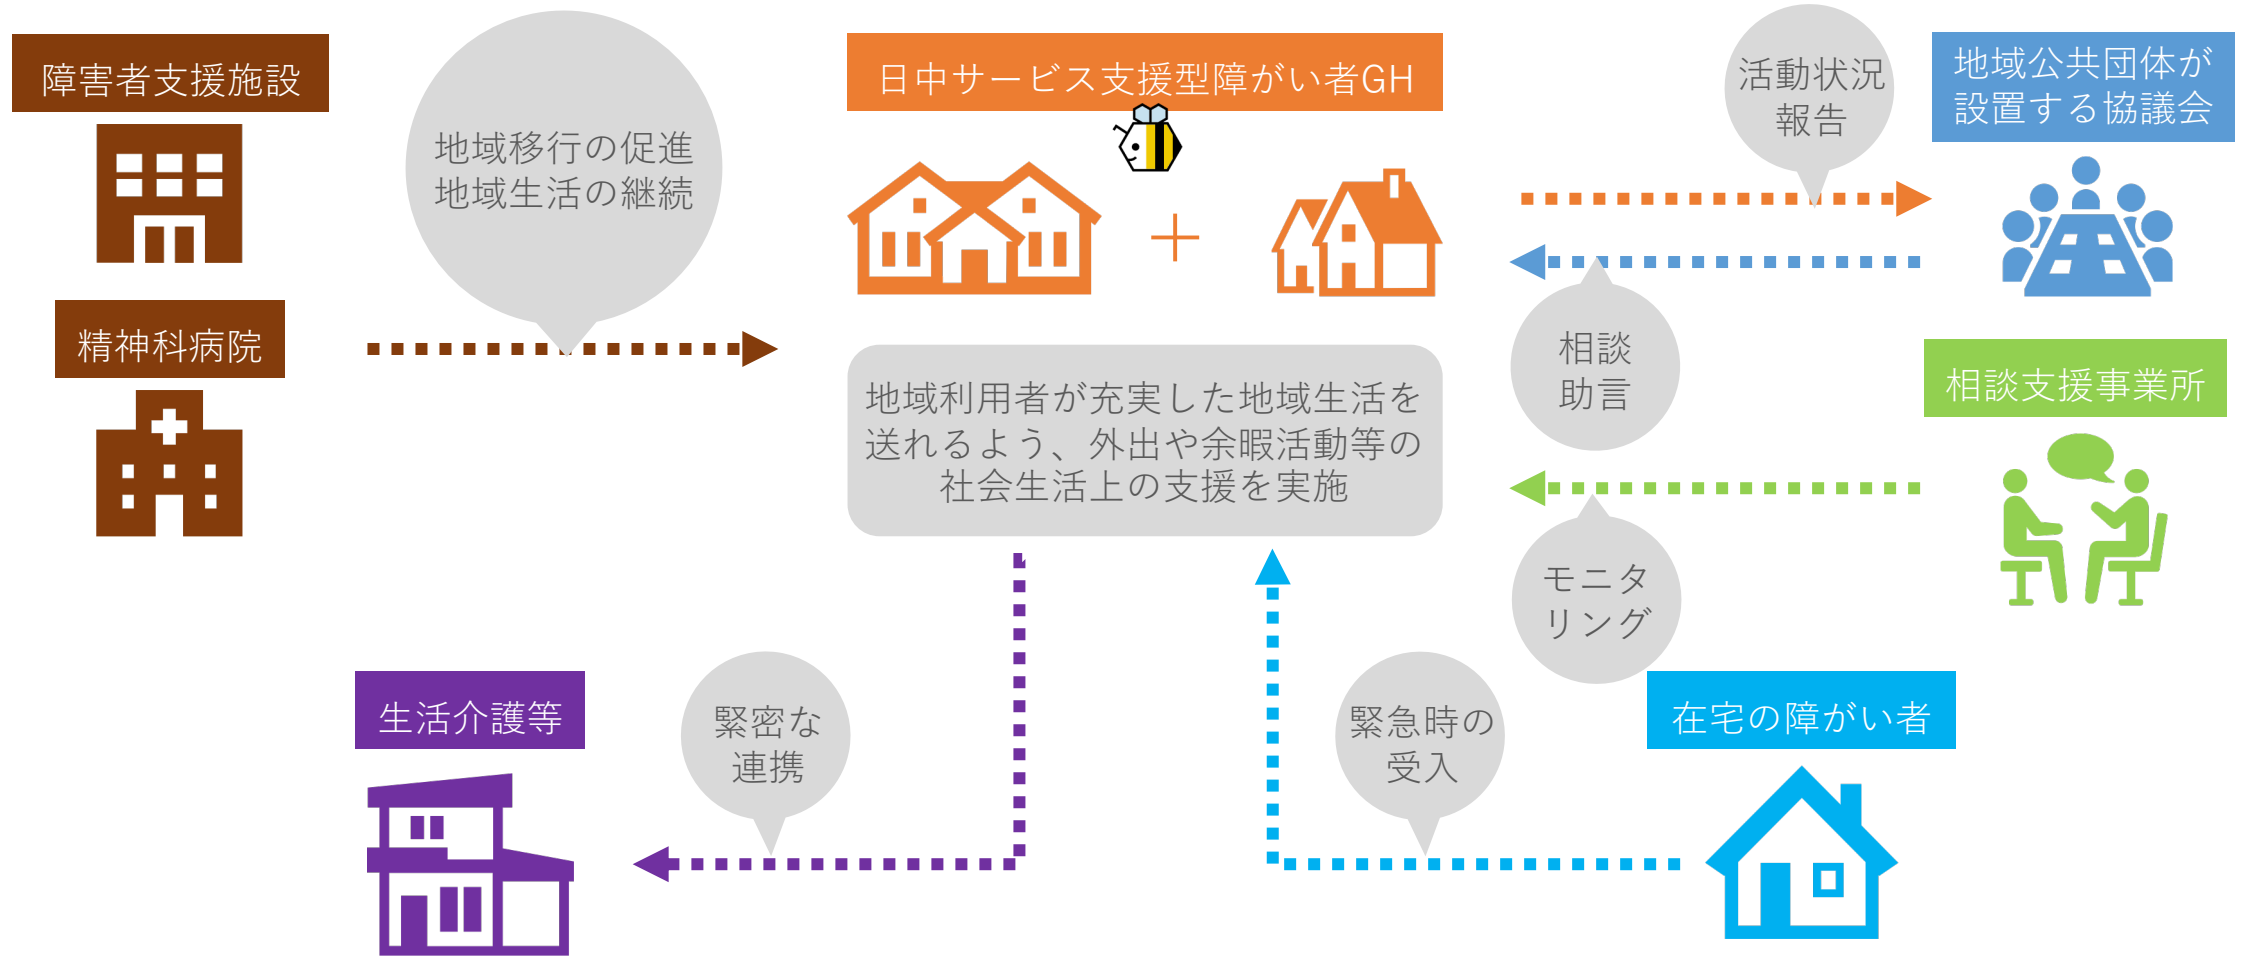 障害者支援施設
地域移行の促進
地域生活の継続
精神科病院
日中サービス支援型障がい者GH
地域利用者が充実した地域生活を
送れるよう、外出や余暇活動等の
社会生活上の支援を実施
活動状況
報告
地域公共団体が
設置する協議会
相談
助言
相談支援事業所
モニタ
リング
生活介護等
緊密な
連携
緊急時の
受入
在宅の障がい者